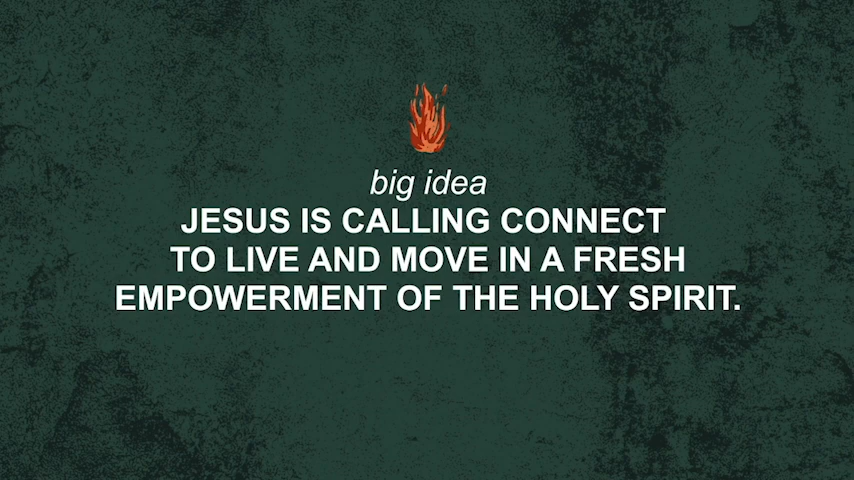 big idea
JESUS IS CALLING CONNECT
TO LIVE AND MOVE IN A FRESH
EMPOWERMENT OF THE HOLY SPIRIT.